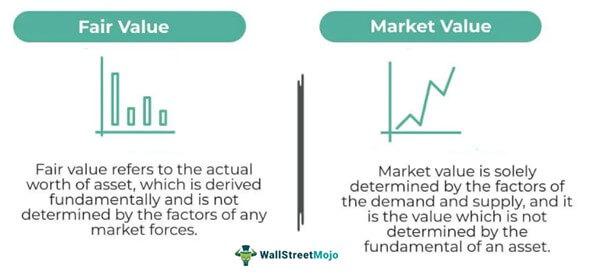 Fair Value
Fair value refers to the actual
worth of asset, which is derived
fundamentally and is not
determined by the factors of any
market forces.
Market Value
Market value is solely
determined by the factors of
the demand and supply, and it
is the value which is not
determined by the
fundamental of an asset.
WallStreetMojo